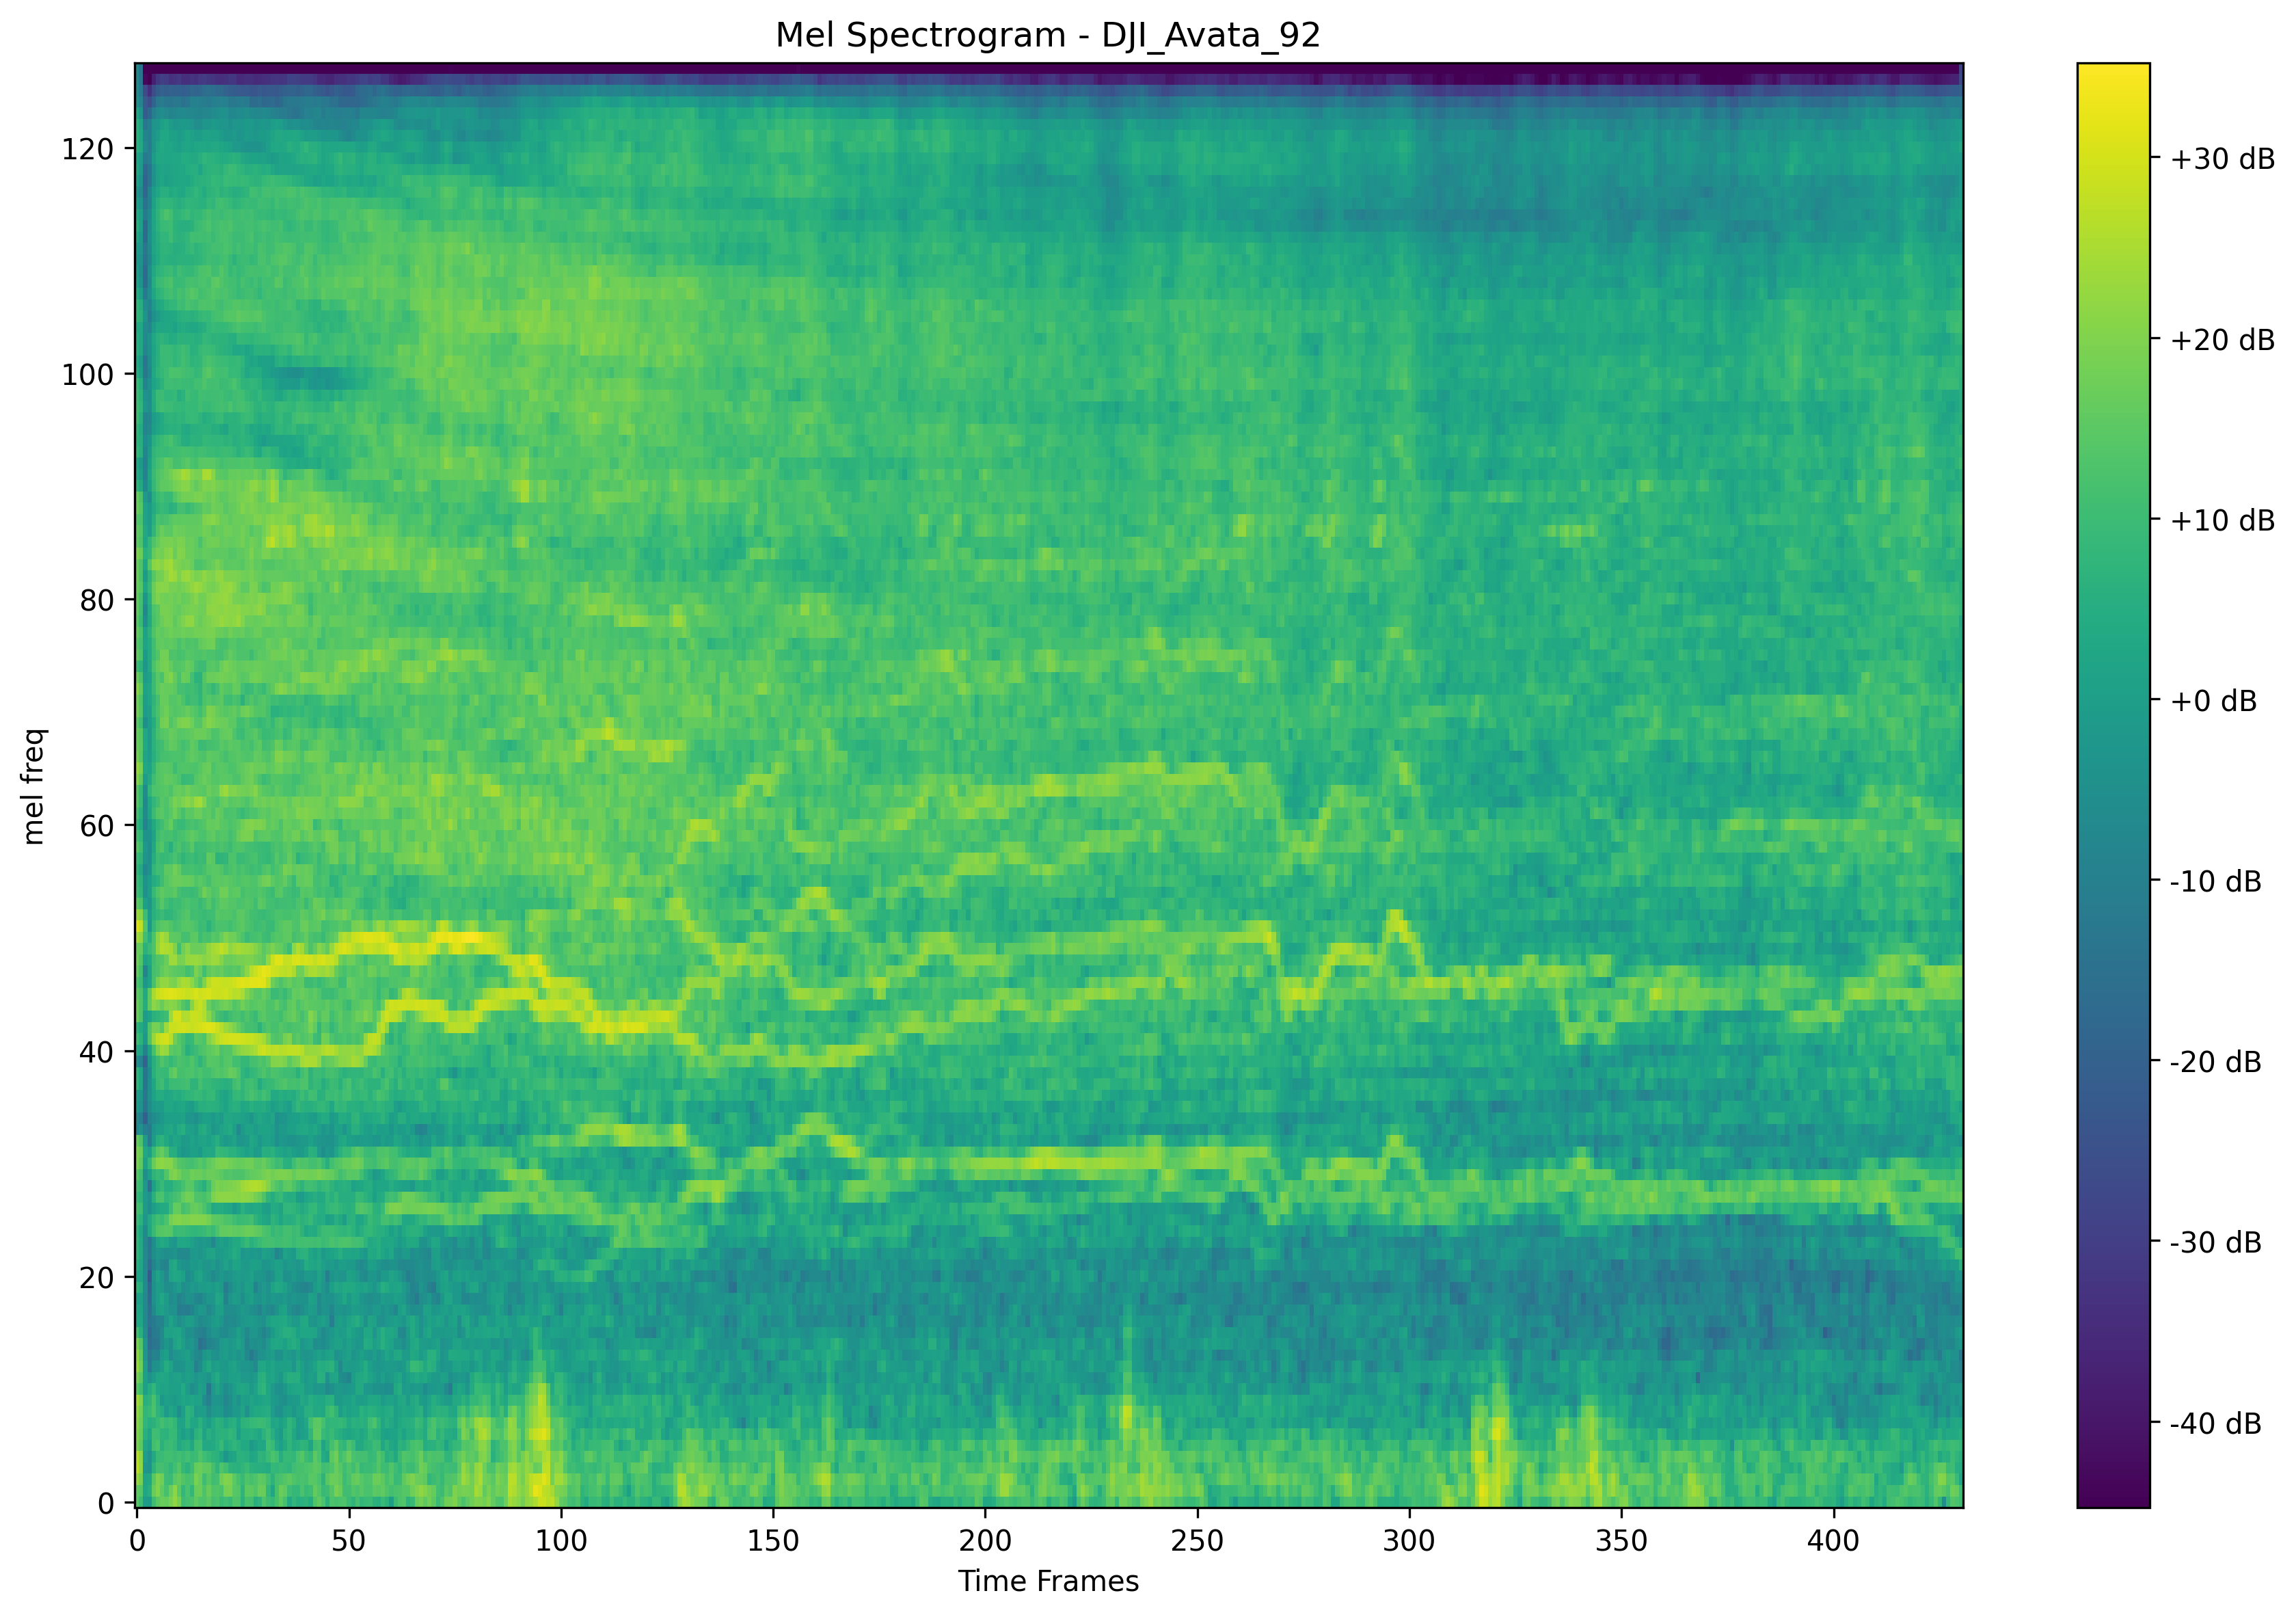 Mel Spectrogram - DJI_Avata_92
120
100
80
60
40
20
0
mel freq
0 50 100 150 200 250 300 350 400
Time Frames
+30 dB
+20 dB
+10 dB
+0 dB
-10 dB
-20 dB
-30 dB
-40 dB